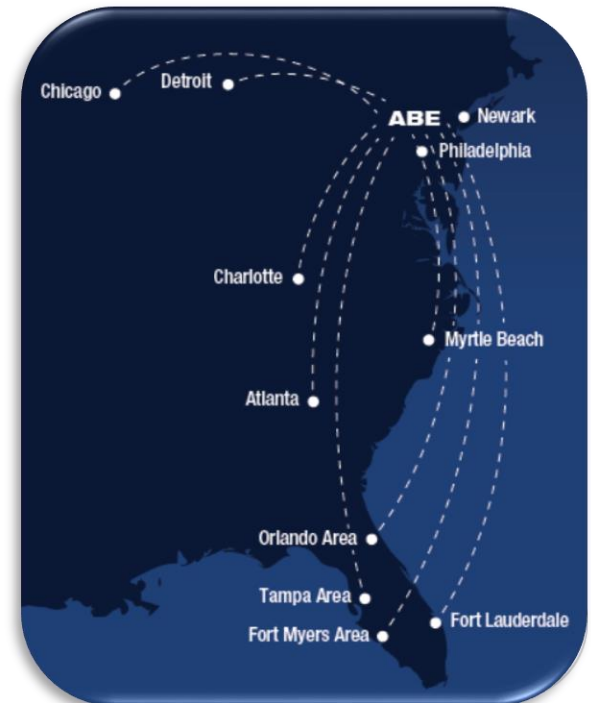 Chicago
Detroit
ABE
Newark
Philadelphia
Charlotte
Myrtle Beach
Atlanta
Orlando Area
Tampa Area
Fort Lauderdale
Fort Myers Area